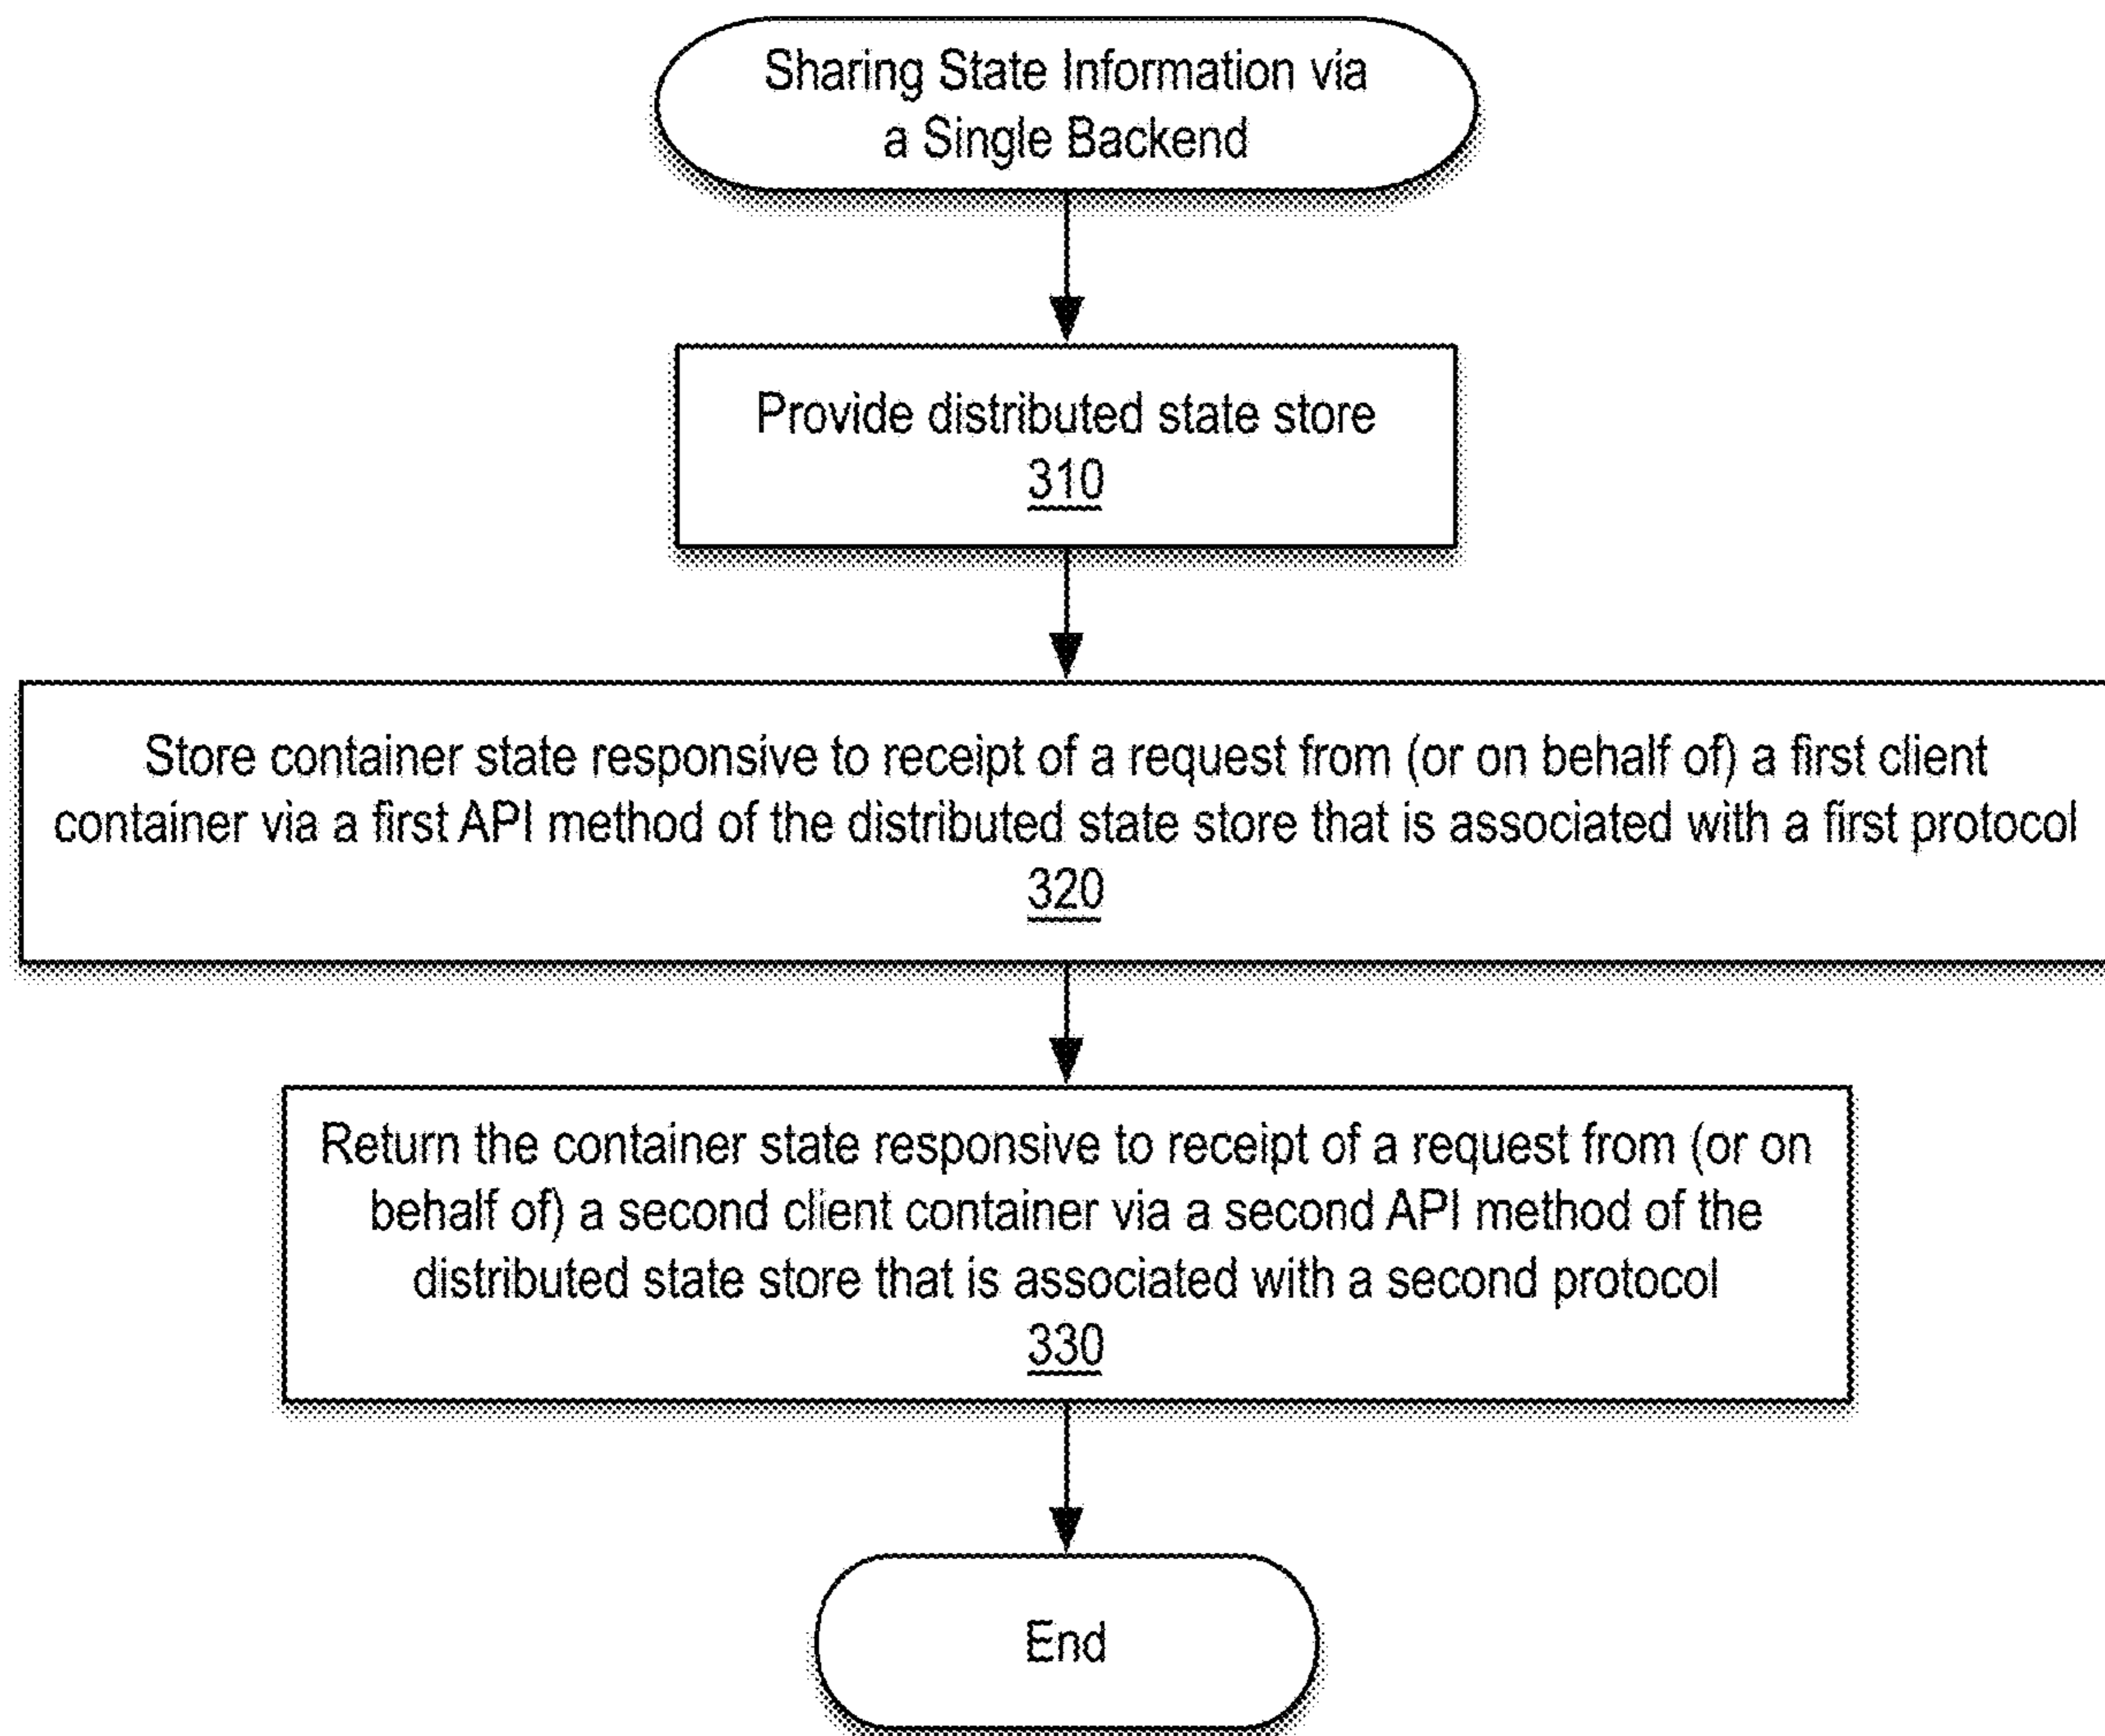 Sharing State Information via
a Single Backend
Provide distributed state store
310
Store container state responsive to receipt of a request from (or on behalf of) a first client
container via a first API method of the distributed state store that is associated with a first protocol
320
Return the container state responsive to receipt of a request from (or on
behalf of) a second client container via a second API method of the
distributed state store that is associated with a second protocol
330
End